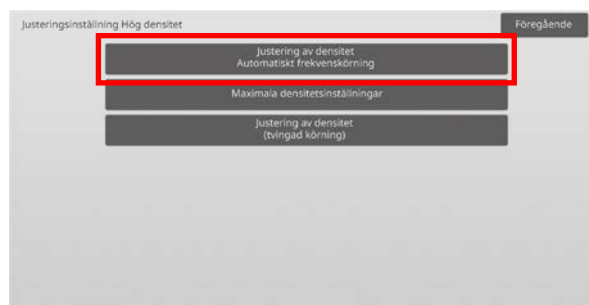 Justeringsinställning Hög densitet
Föregående
Justering av densitet
Automatiskt frekvenskörning
Maximala densitetsinställningar
Justering av densitet
(tvingad körning)